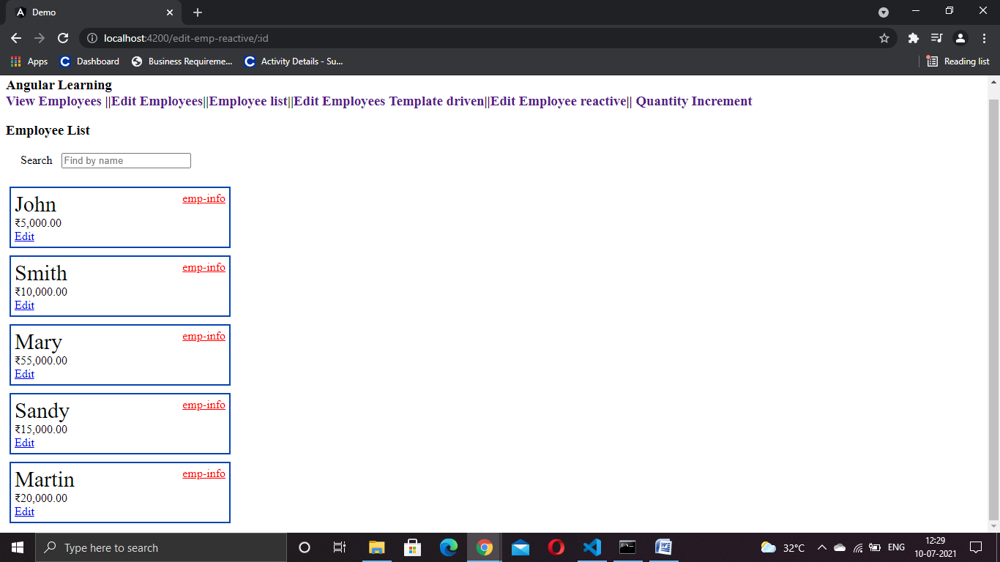 Demo
localhost:4200/edit-emp-reactive/:id
Apps Dashboard Business Requireme... Activity Details - Su... Reading list
Angular Learning
View Employees ||Edit Employees||Employee list||Edit Employees Template driven||Edit Employee reactive|| Quantity Increment
Employee List
Search Find by name
John emp-info
₹5,000.00
Edit
Smith emp-info
₹10,000.00
Edit
Mary emp-info
₹55,000.00
Edit
Sandy emp-info
₹15,000.00
Edit
Martin emp-info
₹20,000.00
Edit
Type here to search 32°C ENG 12:29
10-07-2021